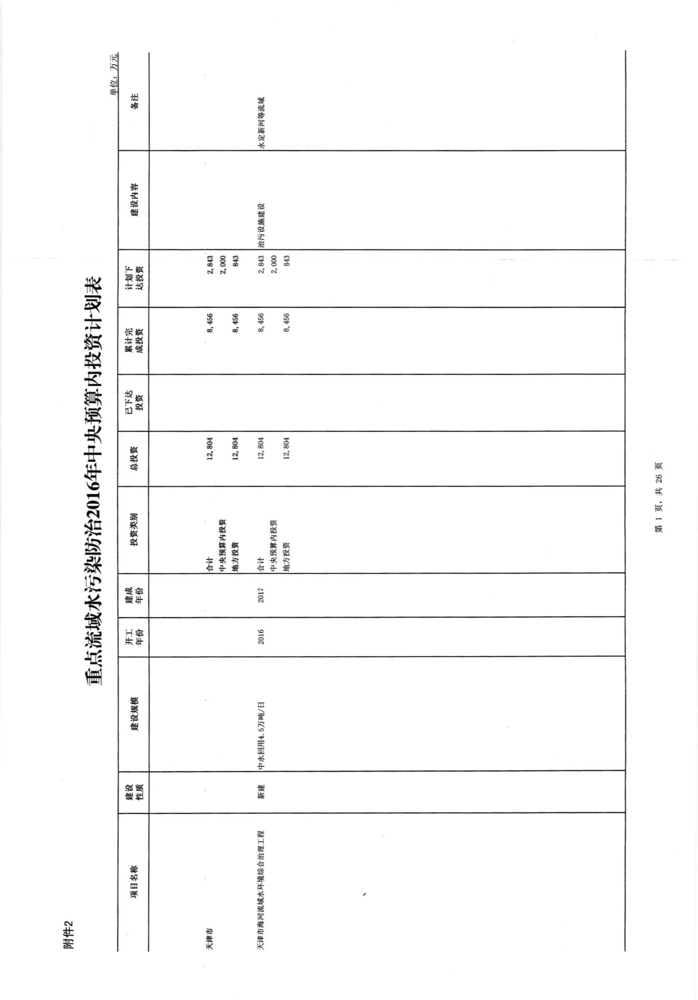 附件2
重点流域水污染防治2016年中央预算内投资计划表
单位：万元
项目名称 建设性质 建设规模 开工年份 建成年份 投资类别 总投资 已下达投资 累计完成投资 计划下达投资 建设内容 备注
天津市 合计 12,804 8,456 2,843
中央预算内投资 2,000
地方投资 12,804 8,456 843
天津市海河流域水环境综合治理工程 新建 中水回用4.5万吨/日 2016 2017 合计 12,804 8,456 2,843 治污设施建设 永定新河等流域
中央预算内投资 2,000
地方投资 12,804 8,456 843
第 1 页，共 26 页